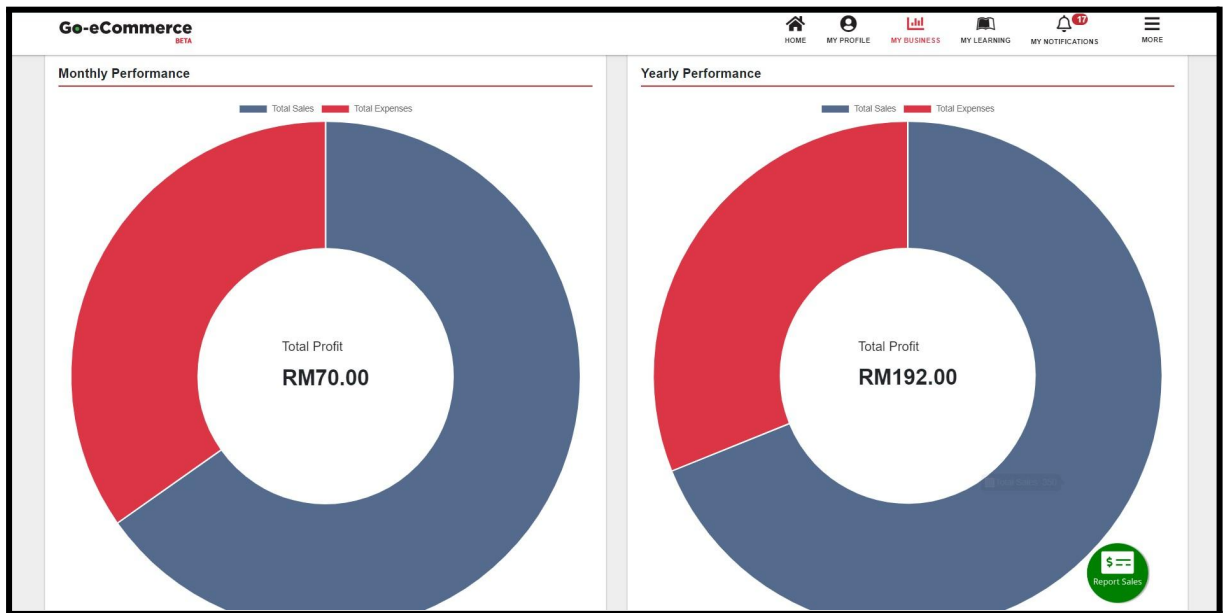 Go-eCommerce
BETA
HOME
MY PROFILE
MY BUSINESS
MY LEARNING
17
MY NOTIFICATIONS
MORE
Monthly Performance
Total Sales
Total Expenses
Total Profit
RM70.00
Yearly Performance
Total Sales
Total Expenses
Total Profit
RM192.00
$
Report Sales